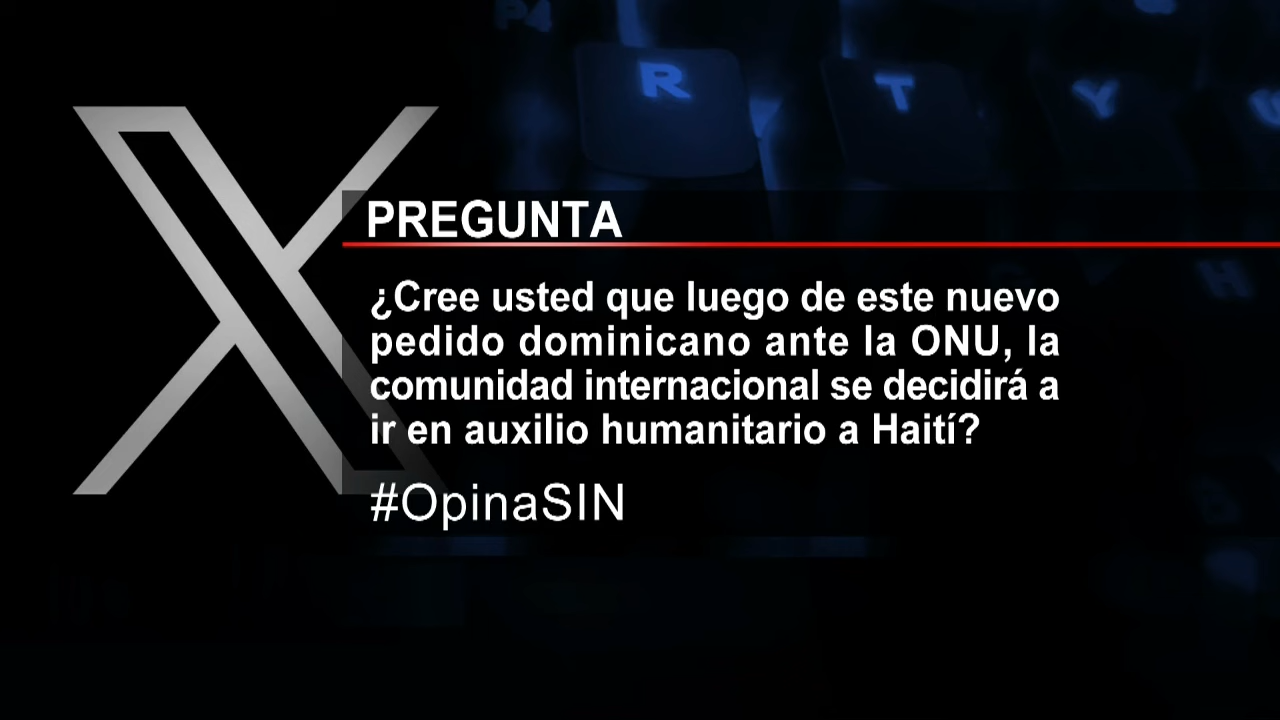 P4
R T Y U
PREGUNTA
¿Cree usted que luego de este nuevo
pedido dominicano ante la ONU, la
comunidad internacional se decidirá a
ir en auxilio humanitario a Haití?
#OpinaSIN
H
B